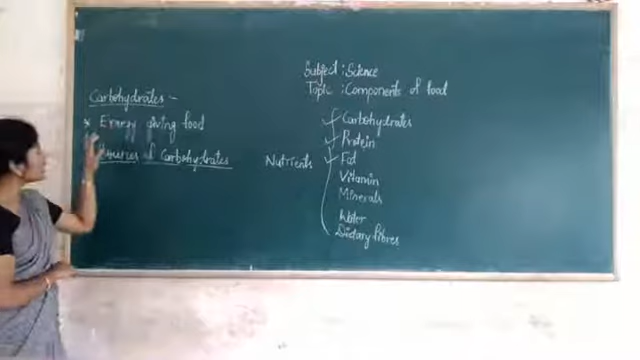 Subject : Science
Topic : Components of food
Carbohydrates -
* Energy giving food
Sources of Carbohydrates
Nutrients
Carbohydrates
Protein
Fat
Vitamin
Minerals
Water
Dietary fibres